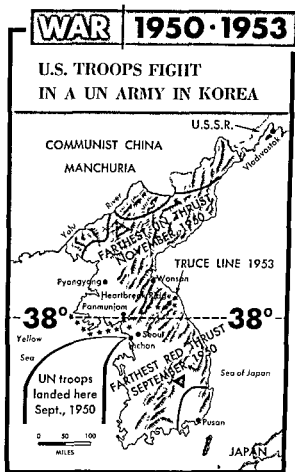 WAR 1950·1953
U.S. TROOPS FIGHT
IN A UN ARMY IN KOREA
U.S.S.R.
COMMUNIST CHINA
MANCHURIA
Vladivostok
Yalu River
FARTHEST UN THRUST
NOVEMBER, 1950
Pyongyang
Wonsan
TRUCE LINE 1953
Heartbreak Ridge
Panmunjom
38° 38°
Yellow
Sea
Seoul
Inchon
FARTHEST RED THRUST
SEPTEMBER, 1950
UN troops
landed here
Sept., 1950
Sea of Japan
Pusan
0 50 100
MILES
JAPAN